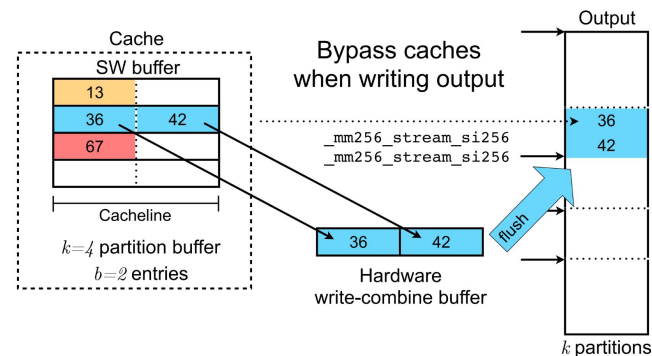 Cache
SW buffer
13
36 42
67
Cacheline
k=4 partition buffer
b=2 entries
Bypass caches
when writing output
_mm256_stream_si256
_mm256_stream_si256
36 42
Hardware
write-combine buffer
flush
Output
36
42
k partitions